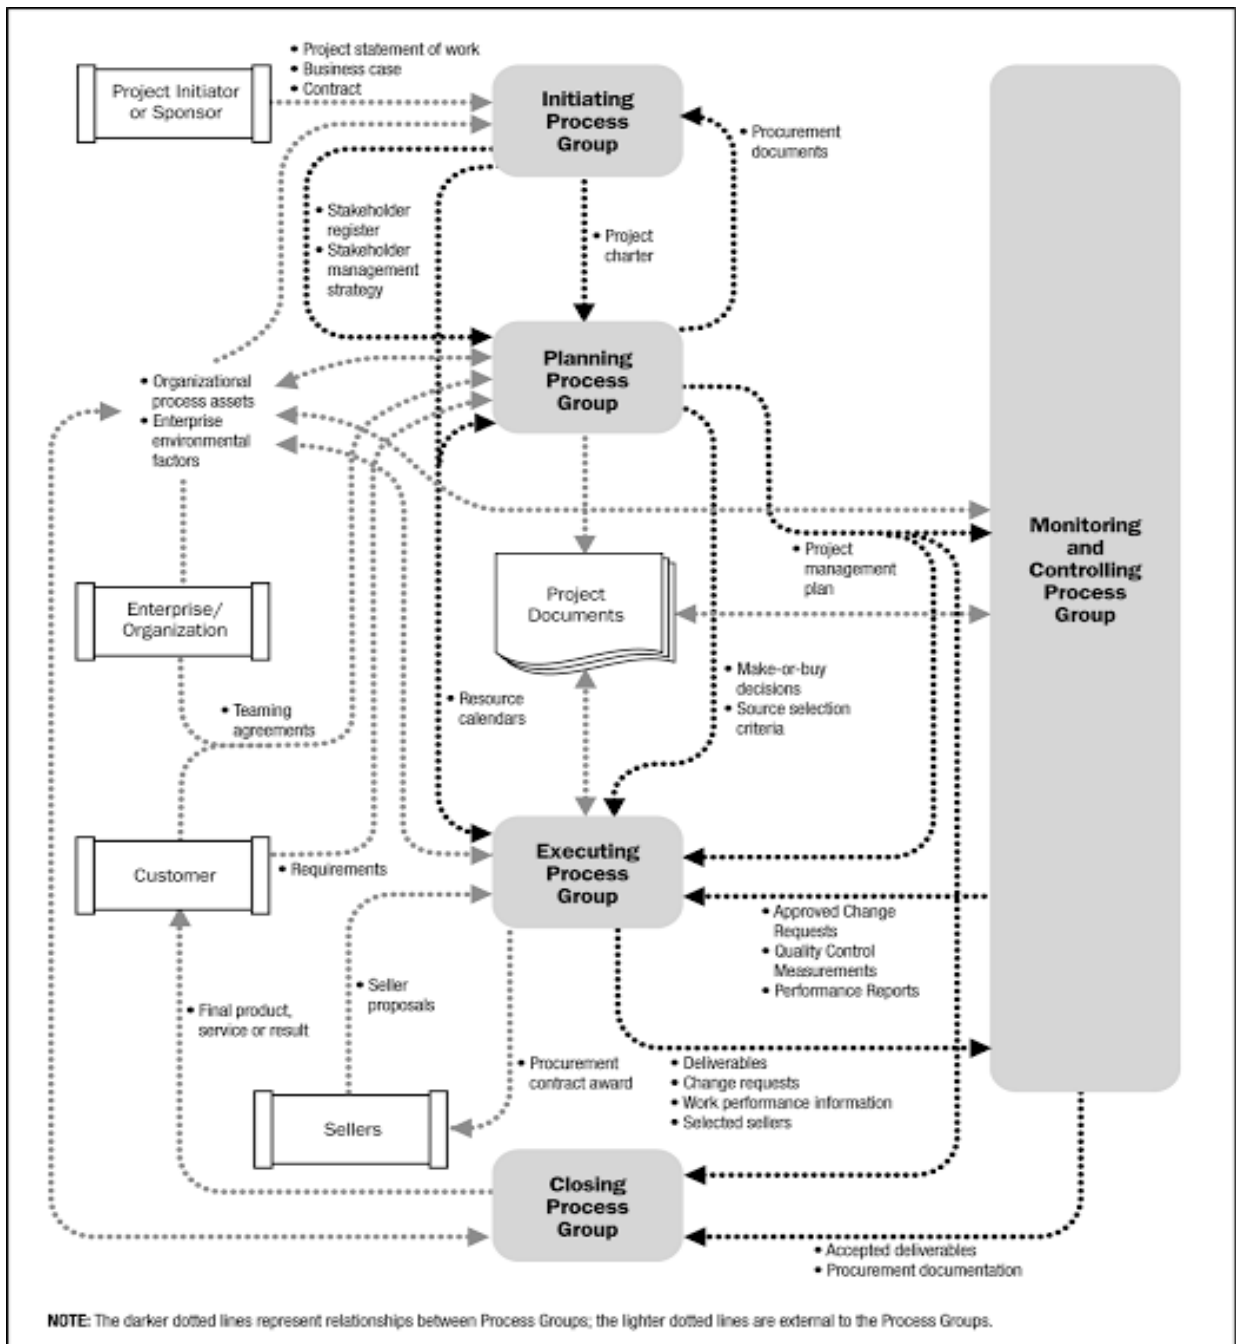 • Project statement of work
• Business case
• Contract
Project Initiator
or Sponsor
Initiating
Process
Group
• Procurement
documents
• Stakeholder
register
• Stakeholder
management
strategy
• Project
charter
Planning
Process
Group
• Organizational
process assets
• Enterprise
environmental
factors
Monitoring
and
Controlling
Process
Group
• Project
management
plan
Project
Documents
Enterprise/
Organization
• Teaming
agreements
• Resource
calendars
• Make-or-buy
decisions
• Source selection
criteria
Executing
Process
Group
Customer
• Requirements
• Approved Change
Requests
• Quality Control
Measurements
• Performance Reports
• Seller
proposals
• Final product,
service or result
• Procurement
contract award
• Deliverables
• Change requests
• Work performance information
• Selected sellers
Sellers
Closing
Process
Group
• Accepted deliverables
• Procurement documentation
NOTE: The darker dotted lines represent relationships between Process Groups; the lighter dotted lines are external to the Process Groups.